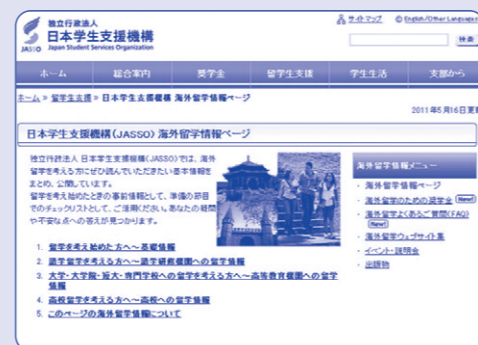 独立行政法人
日本学生支援機構
JASSO Japan Student Services Organization
サイトマップ English/Other Languages
検索
ホーム 総合案内 奨学金 留学生支援 学生生活 支部から
ホーム » 留学生支援 » 日本学生支援機構 海外留学情報ページ
2011年5月16日更新
日本学生支援機構(JASSO)海外留学情報ページ
独立行政法人 日本学生支援機構(JASSO)では、海外
留学を考える方にぜひ読んでいただきたい基本情報を
まとめ、公開しています。
留学を考え始めたときの事前情報として、準備の節目
でのチェックリストとして、ご活用ください。あなたの疑問
や不安な点への答えが見つかります。
1. 留学を考え始めた方へ～基礎情報
2. 語学留学を考える方へ～語学研修機関への留学情報
3. 大学・大学院・短大・専門学校への留学を考える方へ～高等教育機関への留学
情報
4. 高校留学を考える方へ～高校への留学情報
5. このページの海外留学情報について
海外留学情報メニュー
・ 海外留学情報ページ
・ 海外留学のための奨学金 New!
・ 海外留学よくあるご質問(FAQ)
New!
・ 海外留学ウェブサイト集
・ イベント・説明会
・ 出版物